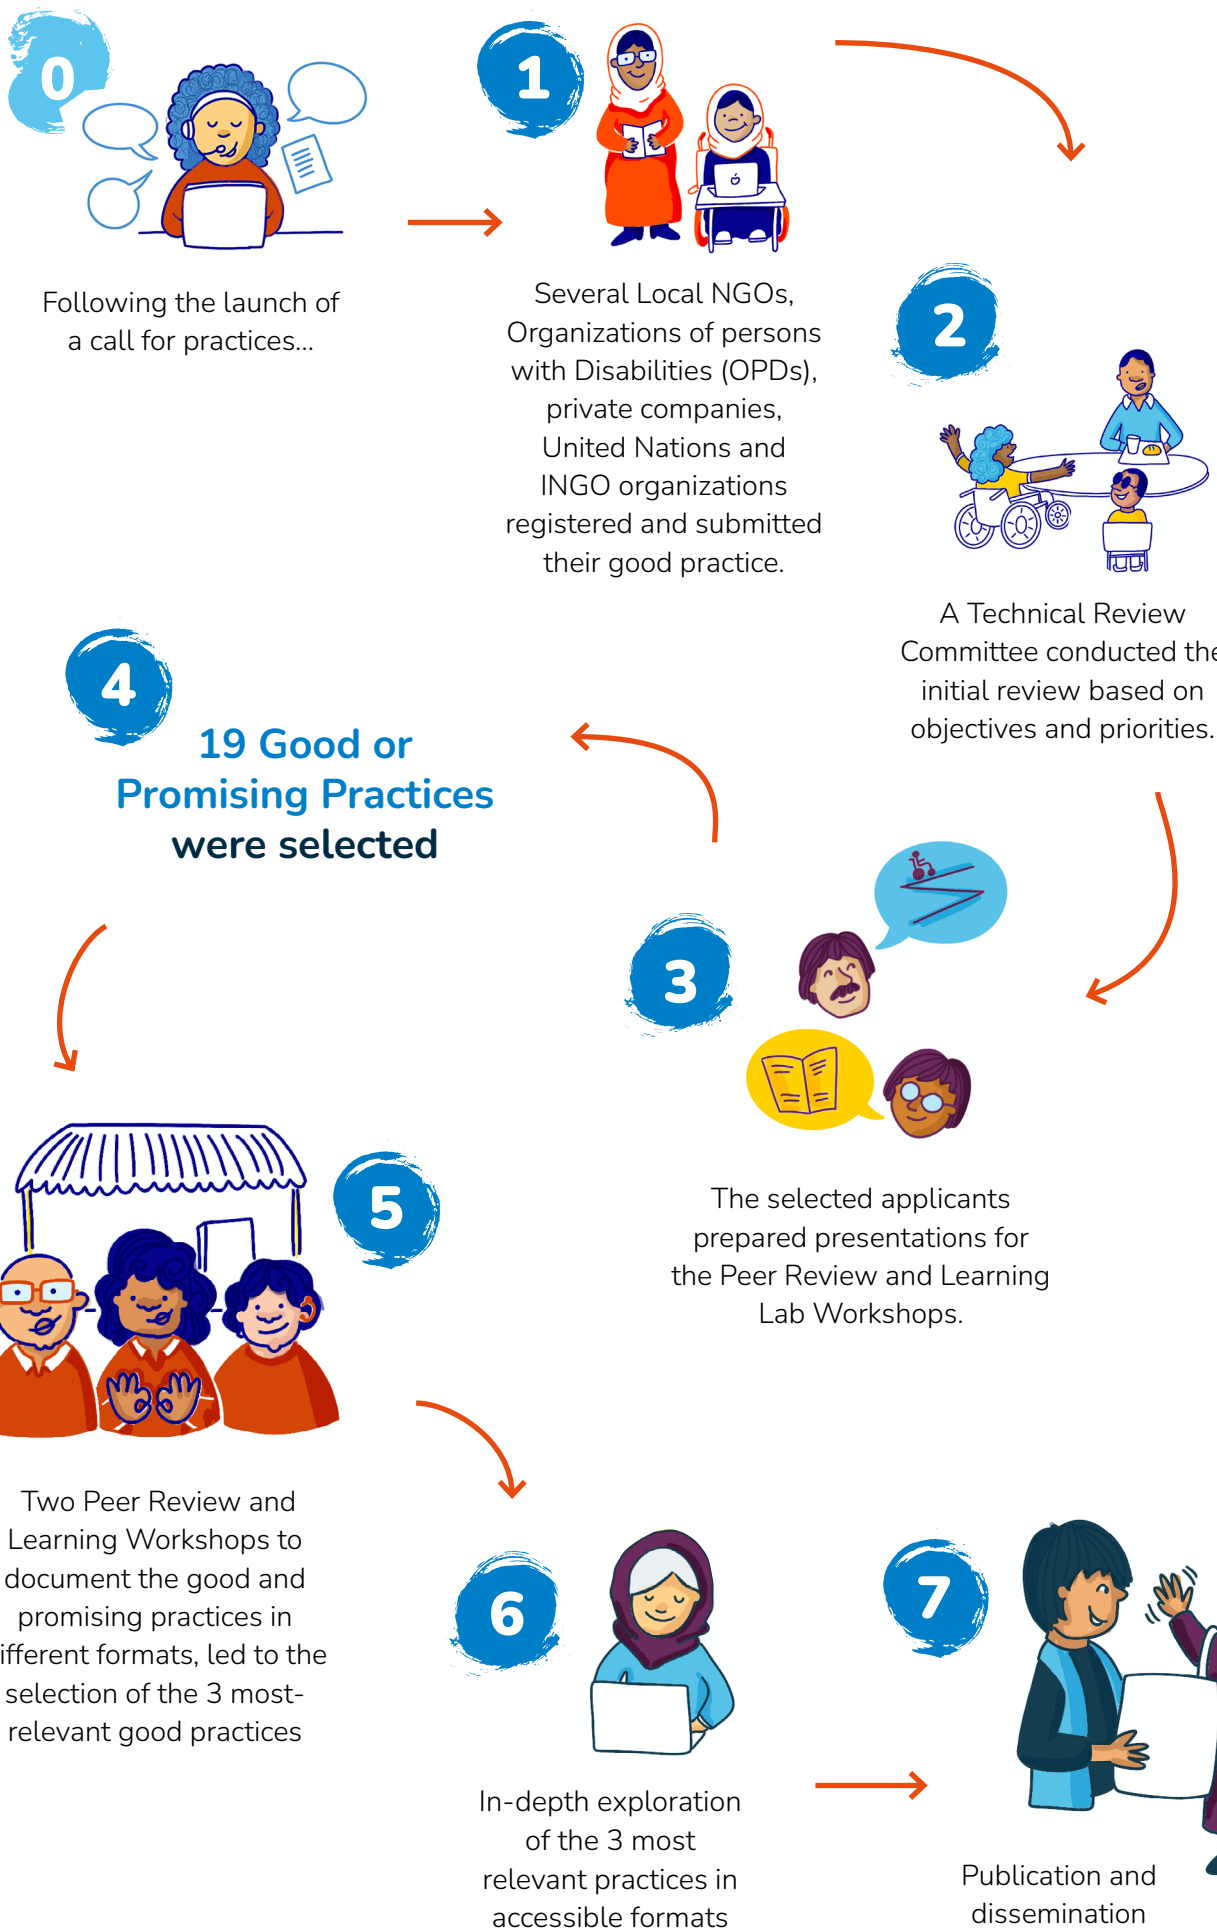 0
Following the launch of
a call for practices...
1
Several Local NGOs,
Organizations of persons
with Disabilities (OPDs),
private companies,
United Nations and
INGO organizations
registered and submitted
their good practice.
2
A Technical Review
Committee conducted the
initial review based on
objectives and priorities.
3
The selected applicants
prepared presentations for
the Peer Review and Learning
Lab Workshops.
4
19 Good or
Promising Practices
were selected
5
Two Peer Review and
Learning Workshops to
document the good and
promising practices in
ifferent formats, led to the
selection of the 3 most-
relevant good practices
6
In-depth exploration
of the 3 most
relevant practices in
accessible formats
7
Publication and
dissemination